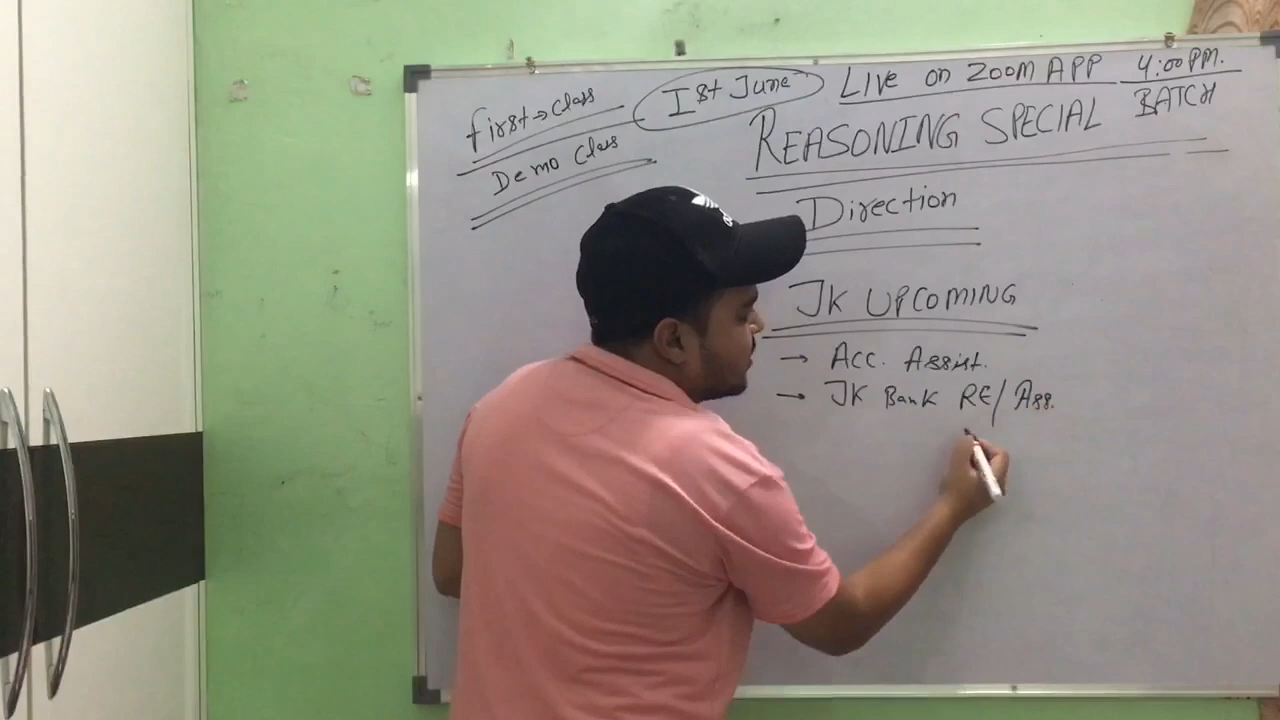 first → class
Demo Class
Ist June
LIVE ON ZOOM APP 4:00 PM.
REASONING SPECIAL BATCH
Direction
JK UPCOMING
→ Acc. Assist.
→ JK Bank RE/Ass.